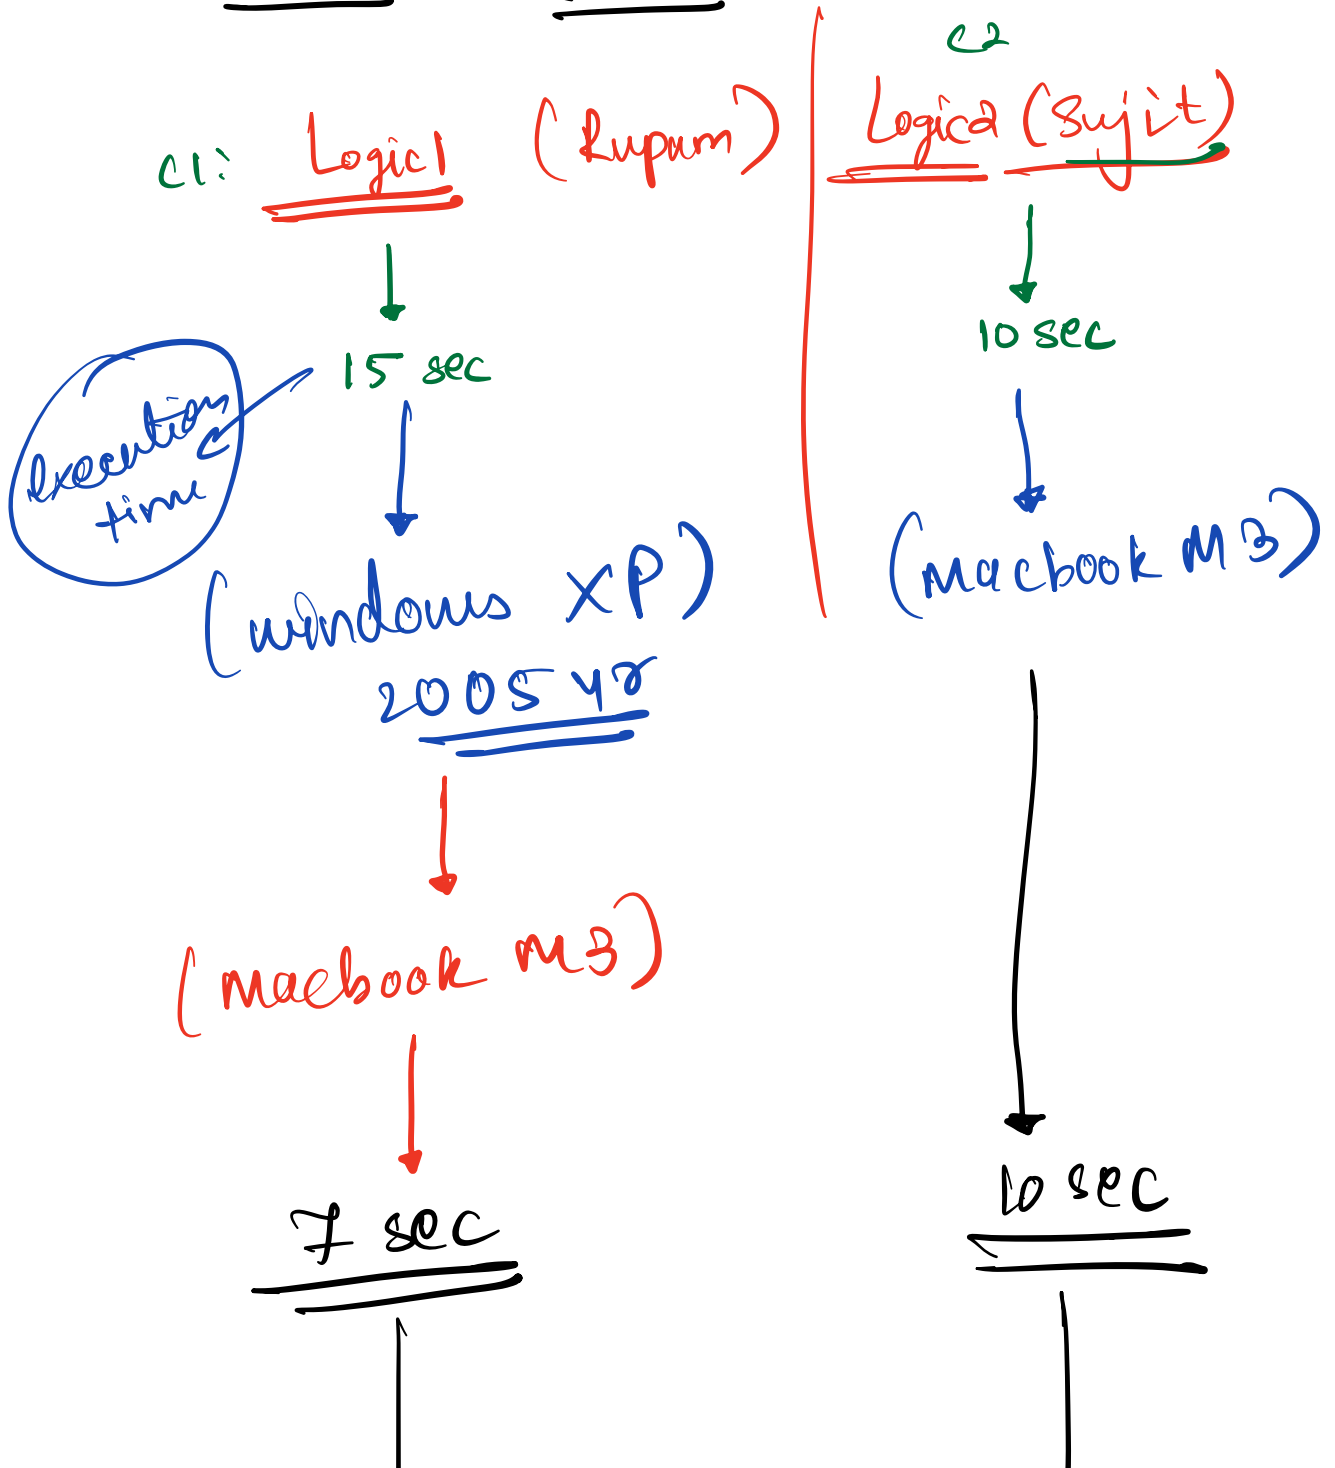 C1: Logic1 (Rupam)
15 sec
execution
time
(windows XP)
2005 yr
(Macbook M3)
7 sec
C2
Logic2 (Sujit)
10 sec
(Macbook M3)
10 sec